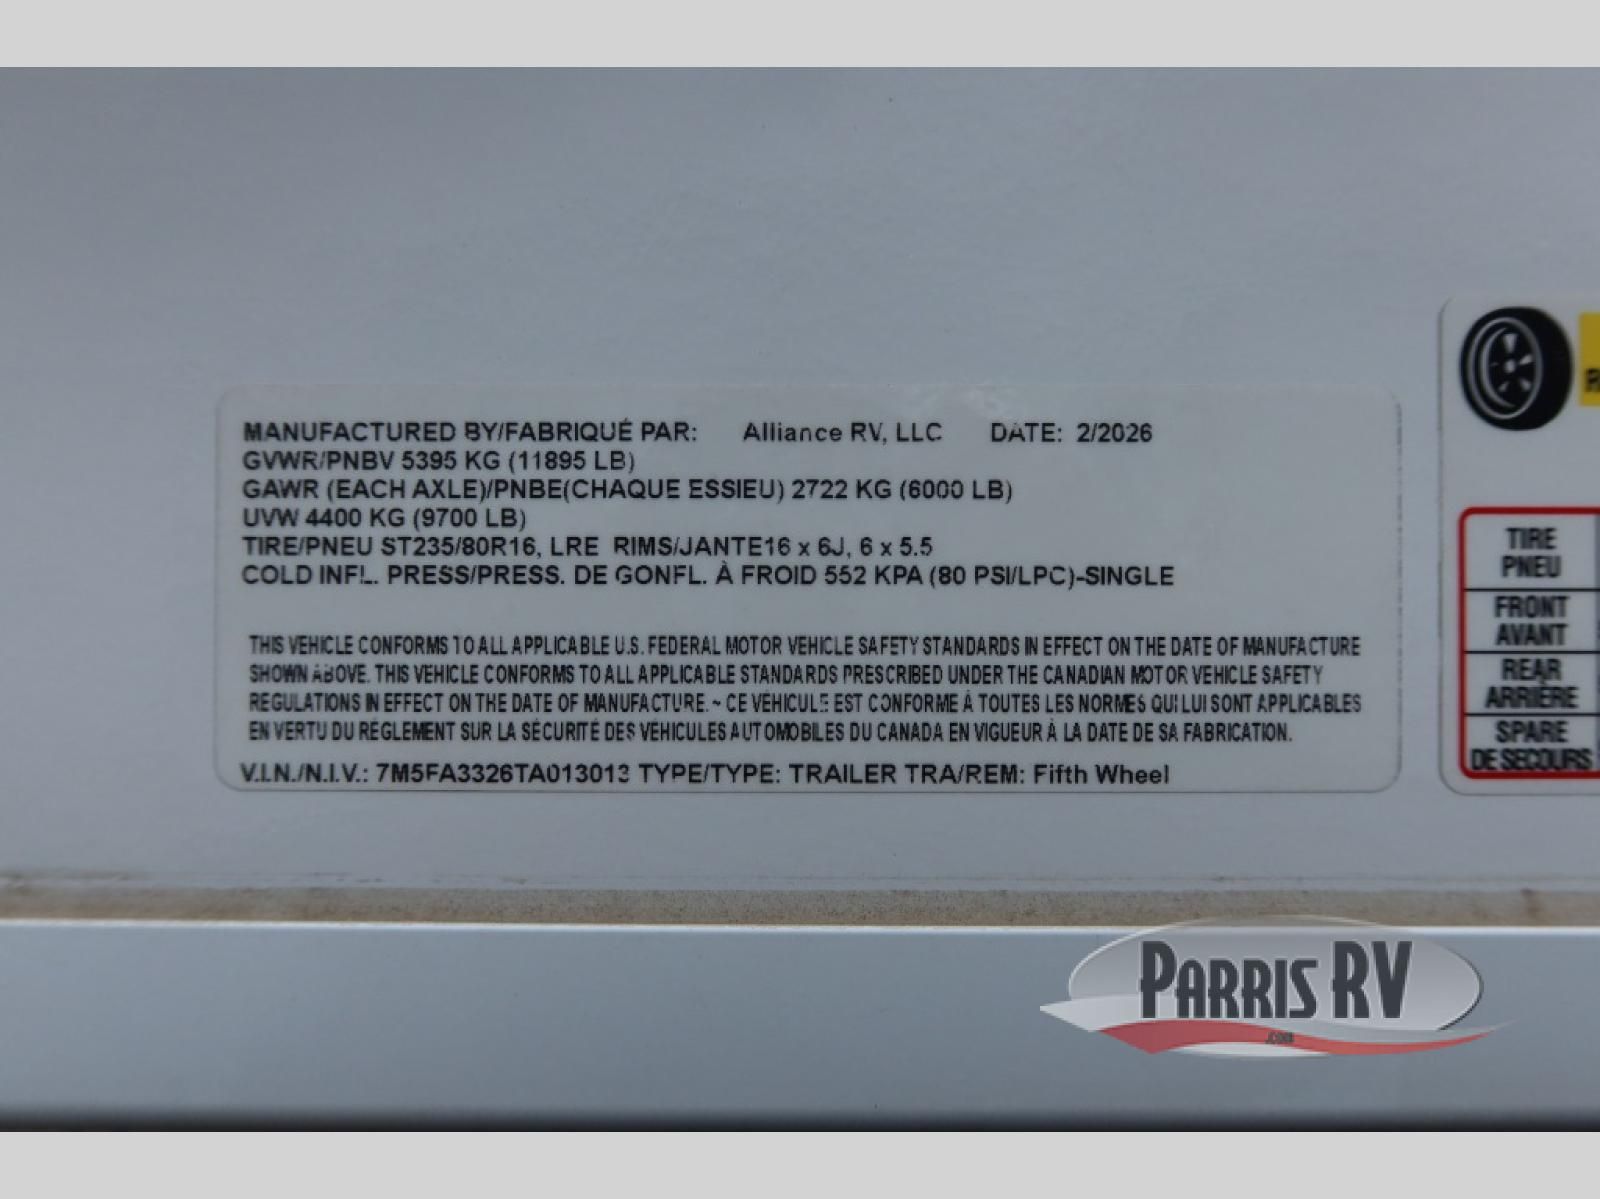 MANUFACTURED BY/FABRIQUÉ PAR: Alliance RV, LLC DATE: 2/2026
GVWR/PNBV 5395 KG (11895 LB)
GAWR (EACH AXLE)/PNBE(CHAQUE ESSIEU) 2722 KG (6000 LB)
UVW 4400 KG (9700 LB)
TIRE/PNEU ST235/80R16, LRE RIMS/JANTE16 x 6J, 6 x 5.5
COLD INFL. PRESS/PRESS. DE GONFL. À FROID 552 KPA (80 PSI/LPC)-SINGLE
THIS VEHICLE CONFORMS TO ALL APPLICABLE U.S. FEDERAL MOTOR VEHICLE SAFETY STANDARDS IN EFFECT ON THE DATE OF MANUFACTURE
SHOWN ABOVE. THIS VEHICLE CONFORMS TO ALL APPLICABLE STANDARDS PRESCRIBED UNDER THE CANADIAN MOTOR VEHICLE SAFETY
REGULATIONS IN EFFECT ON THE DATE OF MANUFACTURE. ~ CE VÉHICULE EST CONFORME À TOUTES LES NORMES QUI LUI SONT APPLICABLES
EN VERTU DU RÉGLEMENT SUR LA SÉCURITÉ DES VÉHICULES AUTOMOBILES DU CANADA EN VIGUEUR À LA DATE DE SA FABRICATION.
V.I.N./N.I.V.: 7M5FA3326TA013013 TYPE/TYPE: TRAILER TRA/REM: Fifth Wheel
TIRE
PNEU
FRONT
AVANT
REAR
ARRIÈRE
SPARE
DE SECOURS
PARRIS RV
.COM